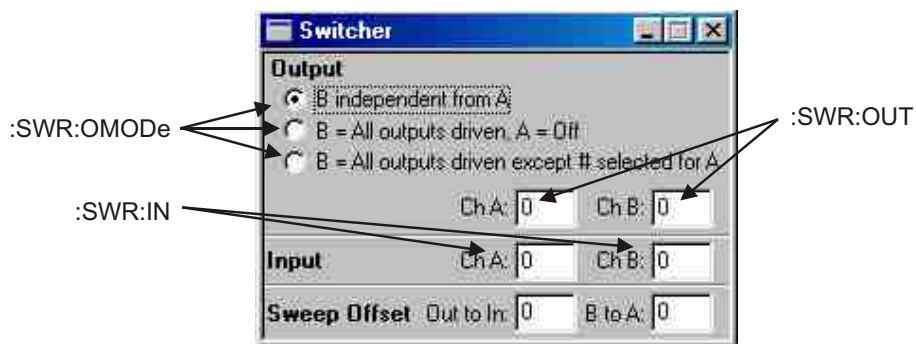 Switcher
Output
B independent from A
:SWR:OMODe
B = All outputs driven, A = Off
:SWR:OUT
B = All outputs driven except # selected for A
:SWR:IN
Ch A: 0 Ch B: 0
Input Ch A: 0 Ch B: 0
Sweep Offset Out to In: 0 B to A: 0